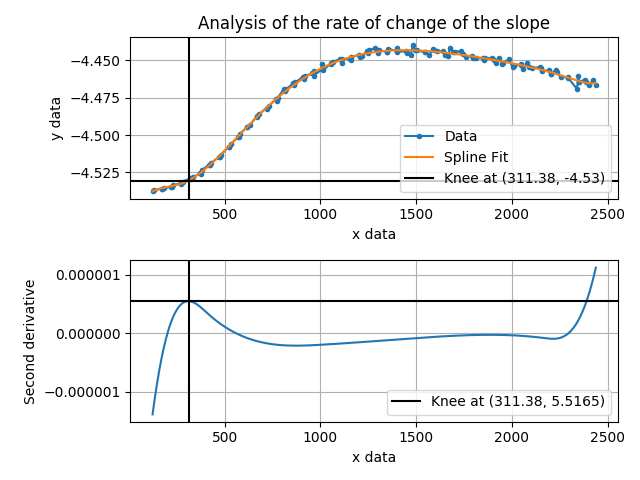 Analysis of the rate of change of the slope
−4.450
−4.475
−4.500
−4.525
y data
Data
Spline Fit
Knee at (311.38, -4.53)
500 1000 1500 2000 2500
x data
0.000001
0.000000
−0.000001
Second derivative
Knee at (311.38, 5.5165)
500 1000 1500 2000 2500
x data